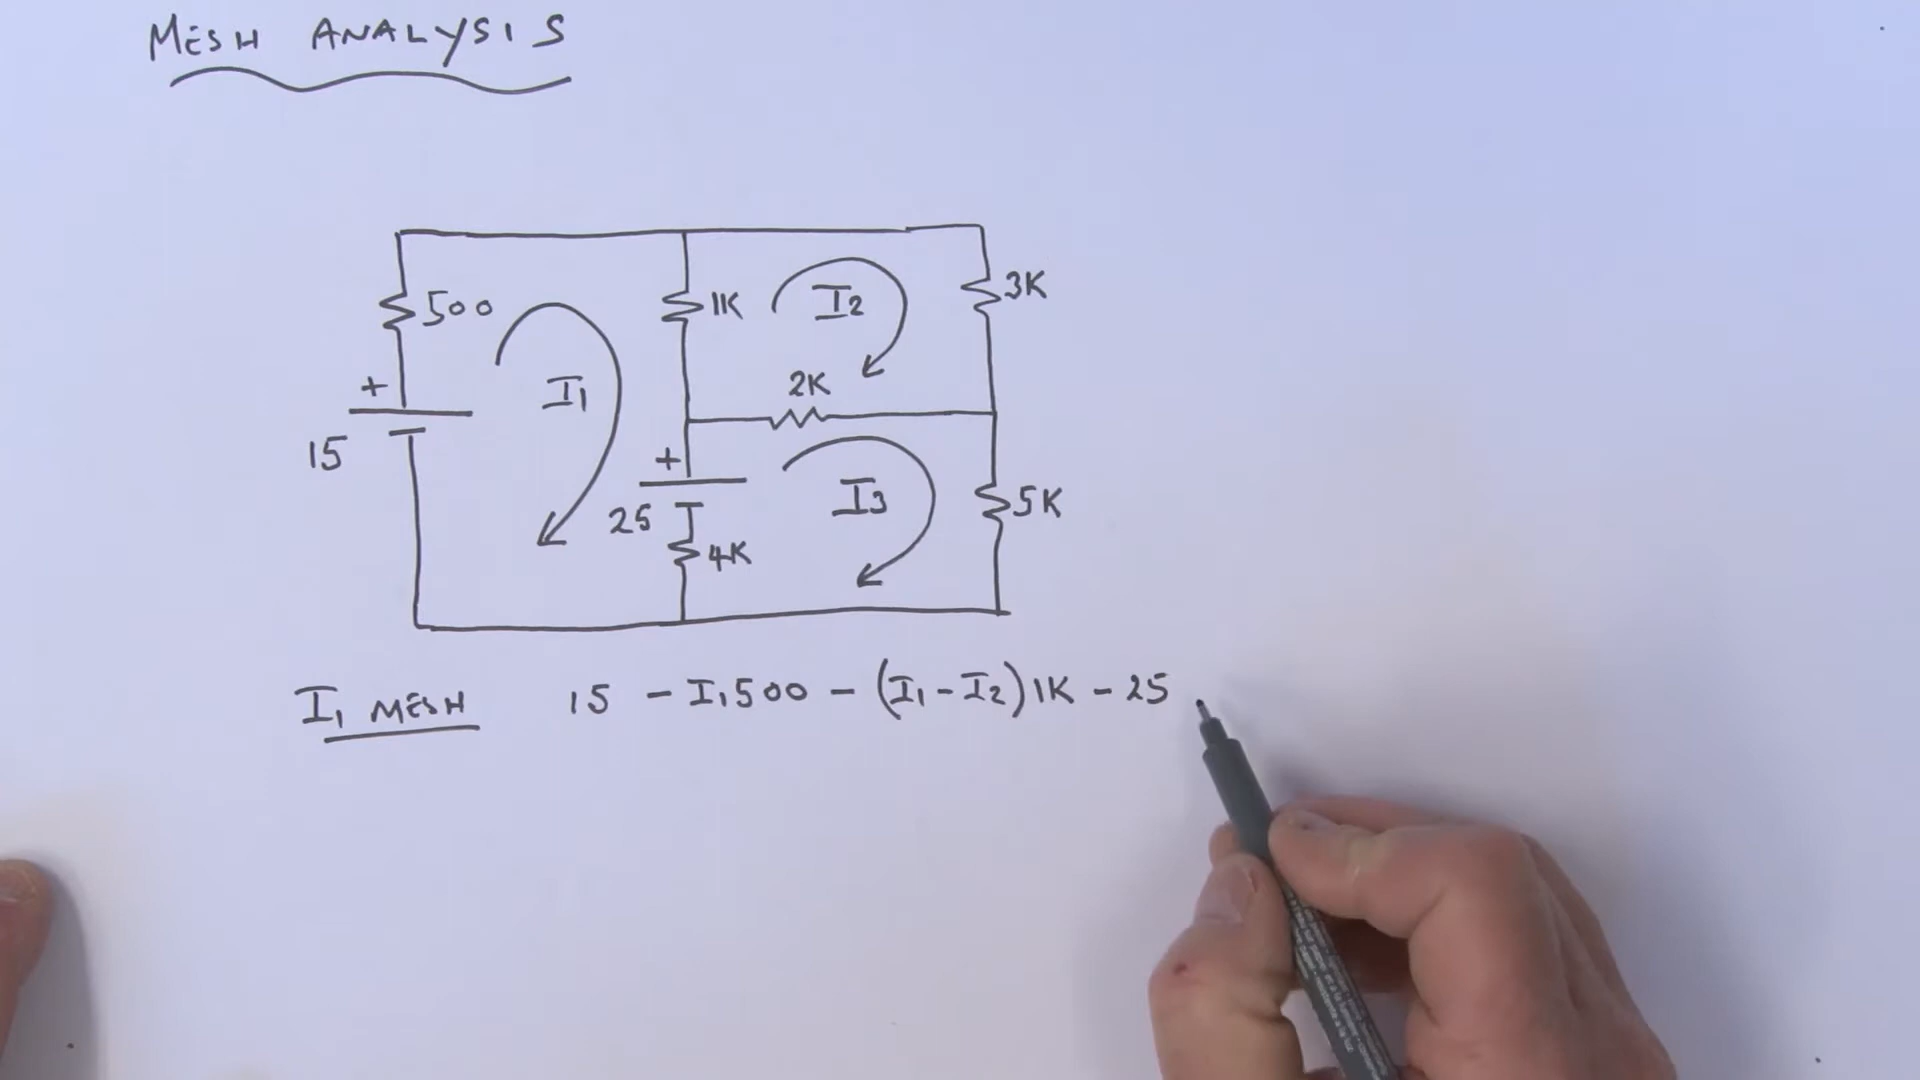 MESH ANALYSIS
500
1K
I2
3K
+
I1
2K
15
+
I3
25
5K
4K
I1 MESH 15 - I1500 - (I1-I2)1K - 25